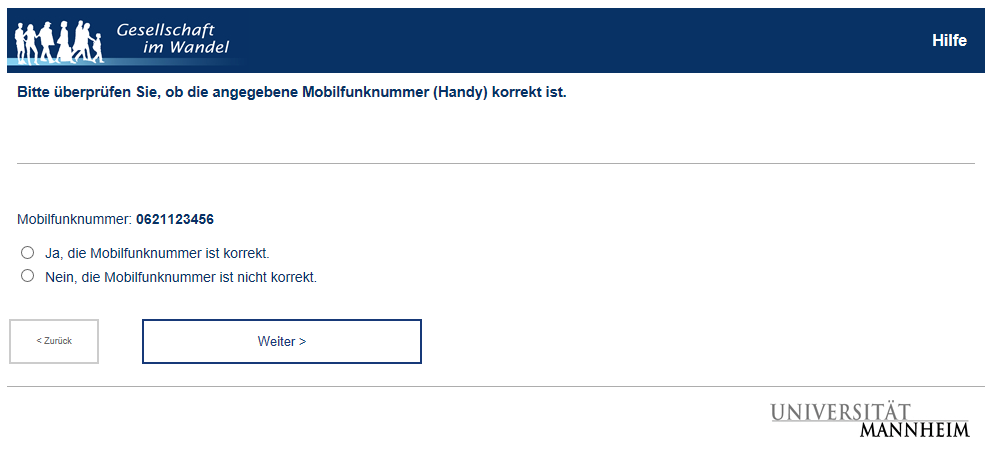 Gesellschaft
im Wandel
Hilfe
Bitte überprüfen Sie, ob die angegebene Mobilfunknummer (Handy) korrekt ist.
Mobilfunknummer: 0621123456
Ja, die Mobilfunknummer ist korrekt.
Nein, die Mobilfunknummer ist nicht korrekt.
< Zurück
Weiter >
UNIVERSITÄT
MANNHEIM